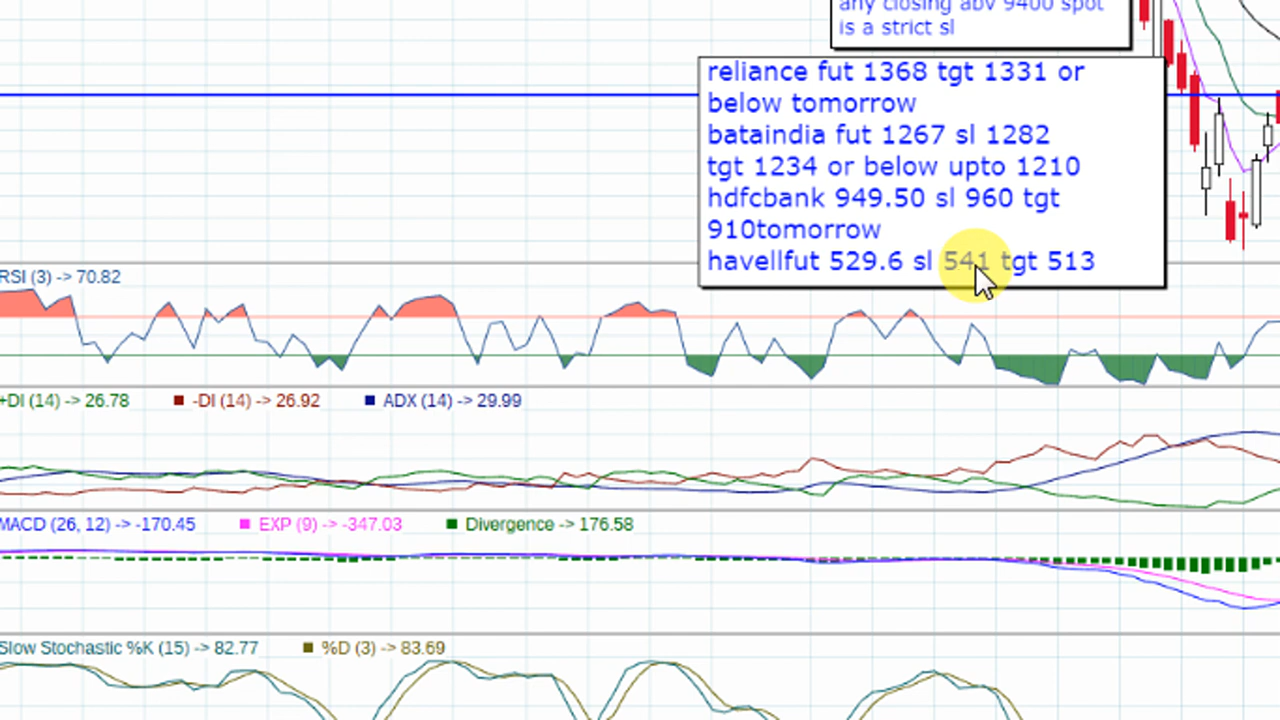 any closing abv 9400 spot
is a strict sl
reliance fut 1368 tgt 1331 or
below tomorrow
bataindia fut 1267 sl 1282
tgt 1234 or below upto 1210
hdfcbank 949.50 sl 960 tgt
910tomorrow
havellfut 529.6 sl 541 tgt 513
RSI (3) -> 70.82
+DI (14) -> 26.78 -DI (14) -> 26.92 ADX (14) -> 29.99
MACD (26, 12) -> -170.45 EXP (9) -> -347.03 Divergence -> 176.58
Slow Stochastic %K (15) -> 82.77 %D (3) -> 83.69